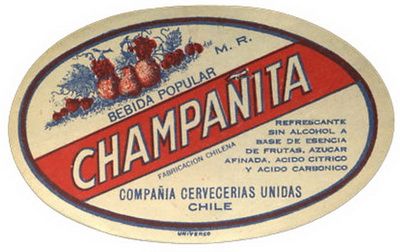 M. R.
BEBIDA POPULAR
CHAMPAÑITA
FABRICACION CHILENA
REFRESCANTE
SIN ALCOHOL A
BASE DE ESENCIA
DE FRUTAS, AZUCAR
AFINADA, ACIDO CITRICO
Y ACIDO CARBONICO
COMPAÑIA CERVECERIAS UNIDAS
CHILE
UNIVERSO